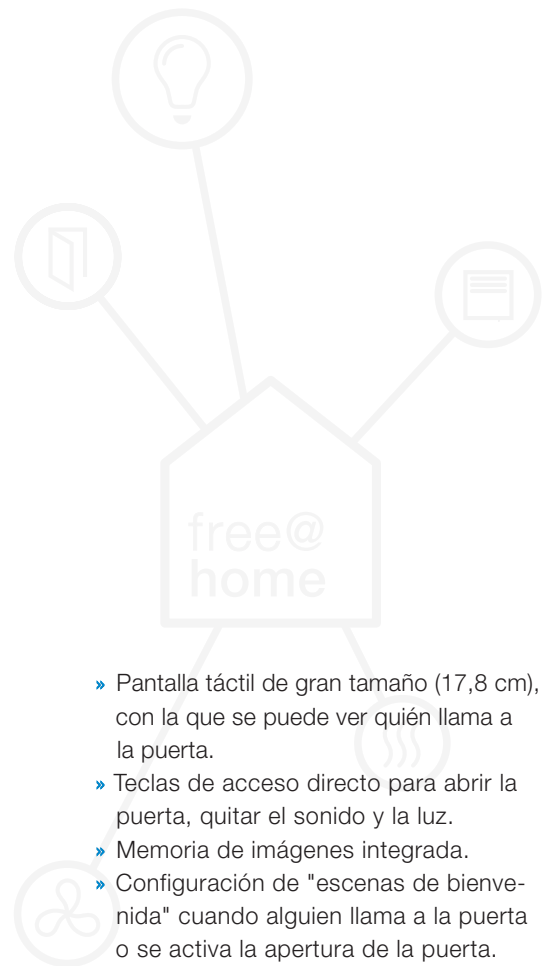 free@
home
» Pantalla táctil de gran tamaño (17,8 cm),
con la que se puede ver quién llama a
la puerta.
» Teclas de acceso directo para abrir la
puerta, quitar el sonido y la luz.
» Memoria de imágenes integrada.
» Configuración de "escenas de bienve-
nida" cuando alguien llama a la puerta
o se activa la apertura de la puerta.